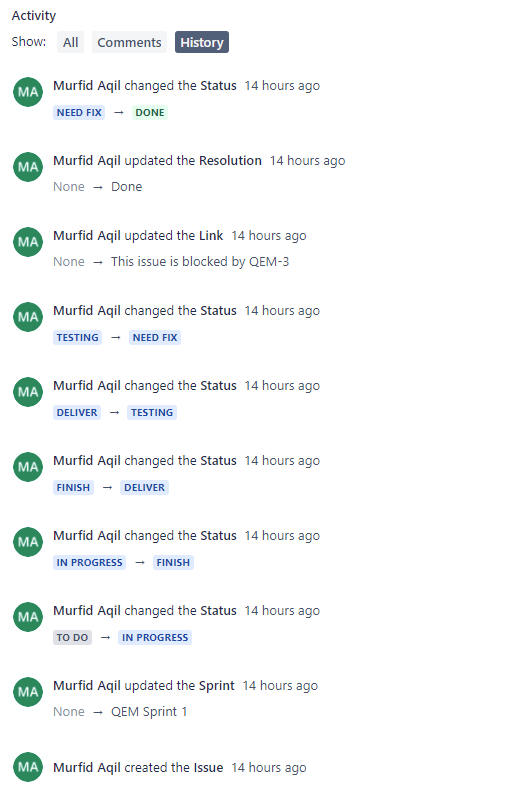 Activity
Show: All Comments History
MA Murfid Aqil changed the Status 14 hours ago
NEED FIX → DONE
MA Murfid Aqil updated the Resolution 14 hours ago
None → Done
MA Murfid Aqil updated the Link 14 hours ago
None → This issue is blocked by QEM-3
MA Murfid Aqil changed the Status 14 hours ago
TESTING → NEED FIX
MA Murfid Aqil changed the Status 14 hours ago
DELIVER → TESTING
MA Murfid Aqil changed the Status 14 hours ago
FINISH → DELIVER
MA Murfid Aqil changed the Status 14 hours ago
IN PROGRESS → FINISH
MA Murfid Aqil changed the Status 14 hours ago
TO DO → IN PROGRESS
MA Murfid Aqil updated the Sprint 14 hours ago
None → QEM Sprint 1
MA Murfid Aqil created the Issue 14 hours ago